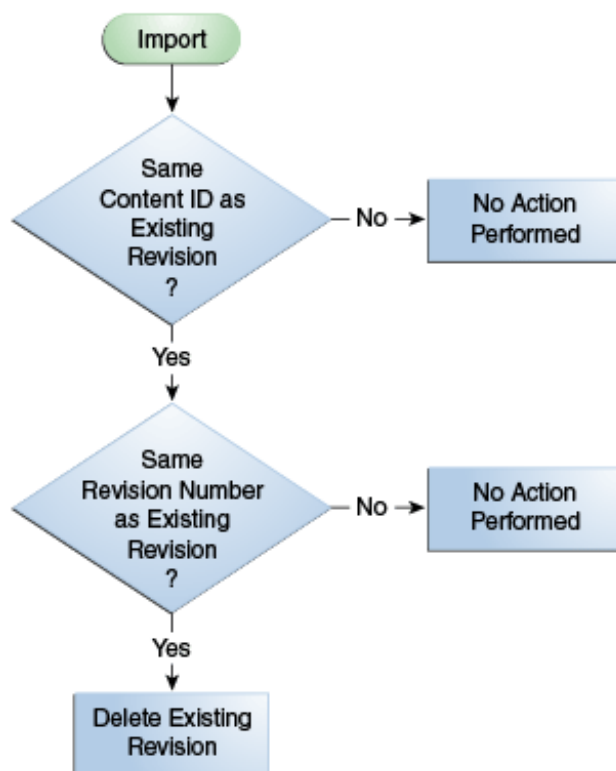 Import
Same
Content ID as
Existing
Revision
?
No
No Action
Performed
Yes
Same
Revision Number
as Existing
Revision
?
No
No Action
Performed
Yes
Delete Existing
Revision